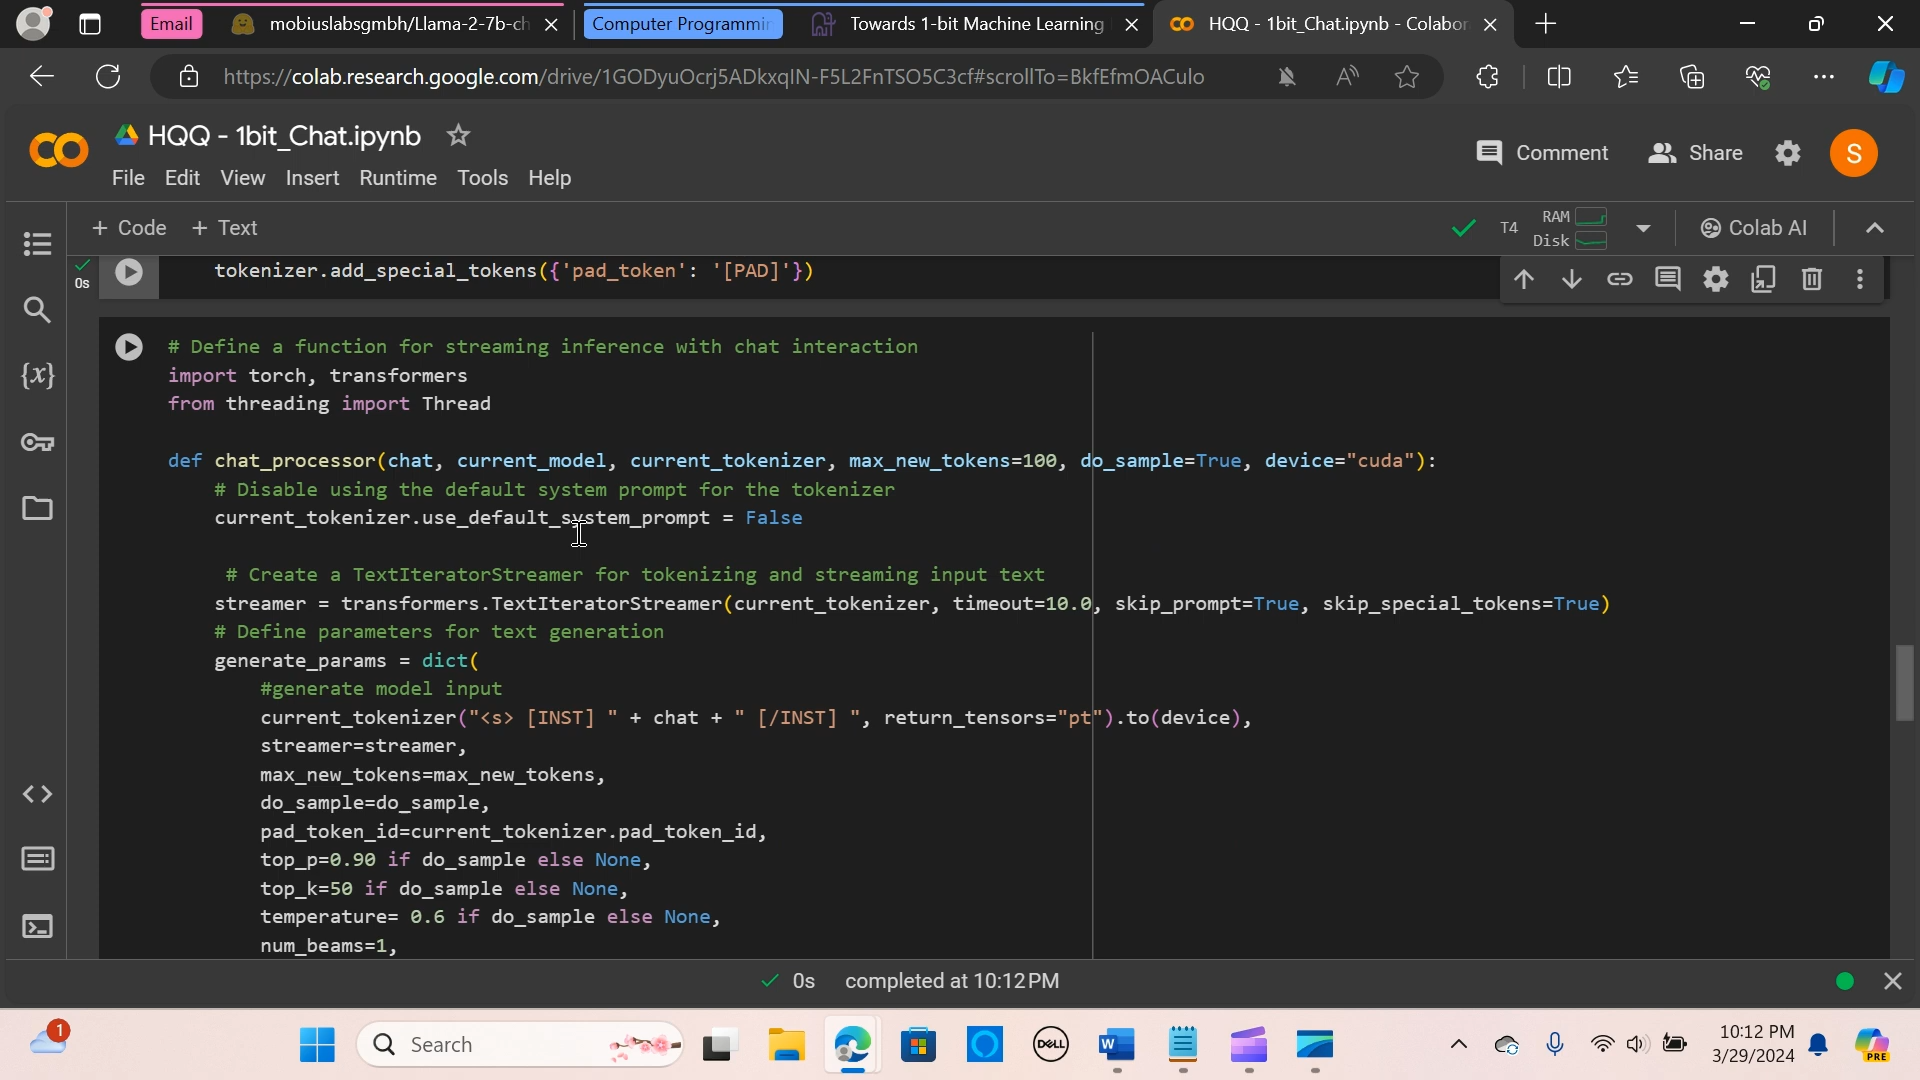 Email
mobiuslabsgmbh/Llama-2-7b-ch
Computer Programmin
Towards 1-bit Machine Learning
HQQ - 1bit_Chat.ipynb - Colabor
https://colab.research.google.com/drive/1GODyuOcrj5ADkxqIN-F5L2FnTSO5C3cf#scrollTo=BkfEfmOACulo
HQQ - 1bit_Chat.ipynb
Comment
Share
S
File Edit View Insert Runtime Tools Help
+ Code + Text
T4
RAM
Disk
Colab AI
0s
tokenizer.add_special_tokens({'pad_token': '[PAD]'})
# Define a function for streaming inference with chat interaction
import torch, transformers
from threading import Thread
def chat_processor(chat, current_model, current_tokenizer, max_new_tokens=100, do_sample=True, device="cuda"):
# Disable using the default system prompt for the tokenizer
current_tokenizer.use_default_system_prompt = False
# Create a TextIteratorStreamer for tokenizing and streaming input text
streamer = transformers.TextIteratorStreamer(current_tokenizer, timeout=10.0, skip_prompt=True, skip_special_tokens=True)
# Define parameters for text generation
generate_params = dict(
#generate model input
current_tokenizer("<s> [INST] " + chat + " [/INST] ", return_tensors="pt").to(device),
streamer=streamer,
max_new_tokens=max_new_tokens,
do_sample=do_sample,
pad_token_id=current_tokenizer.pad_token_id,
top_p=0.90 if do_sample else None,
top_k=50 if do_sample else None,
temperature= 0.6 if do_sample else None,
num_beams=1,
0s completed at 10:12 PM
1
Search
DELL
10:12 PM
3/29/2024
PRE